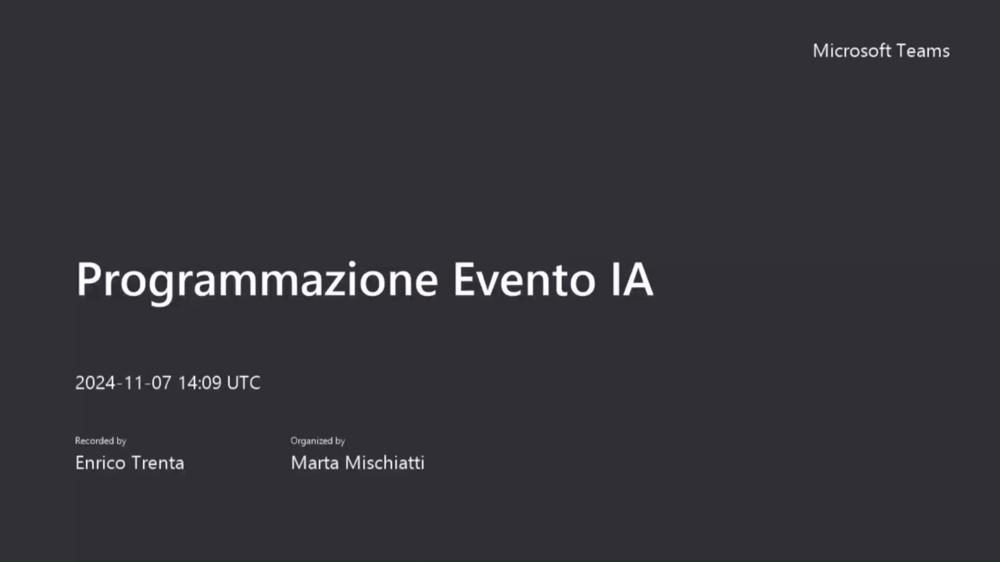 Microsoft Teams
Programmazione Evento IA
2024-11-07 14:09 UTC
Recorded by
Enrico Trenta
Organized by
Marta Mischiatti